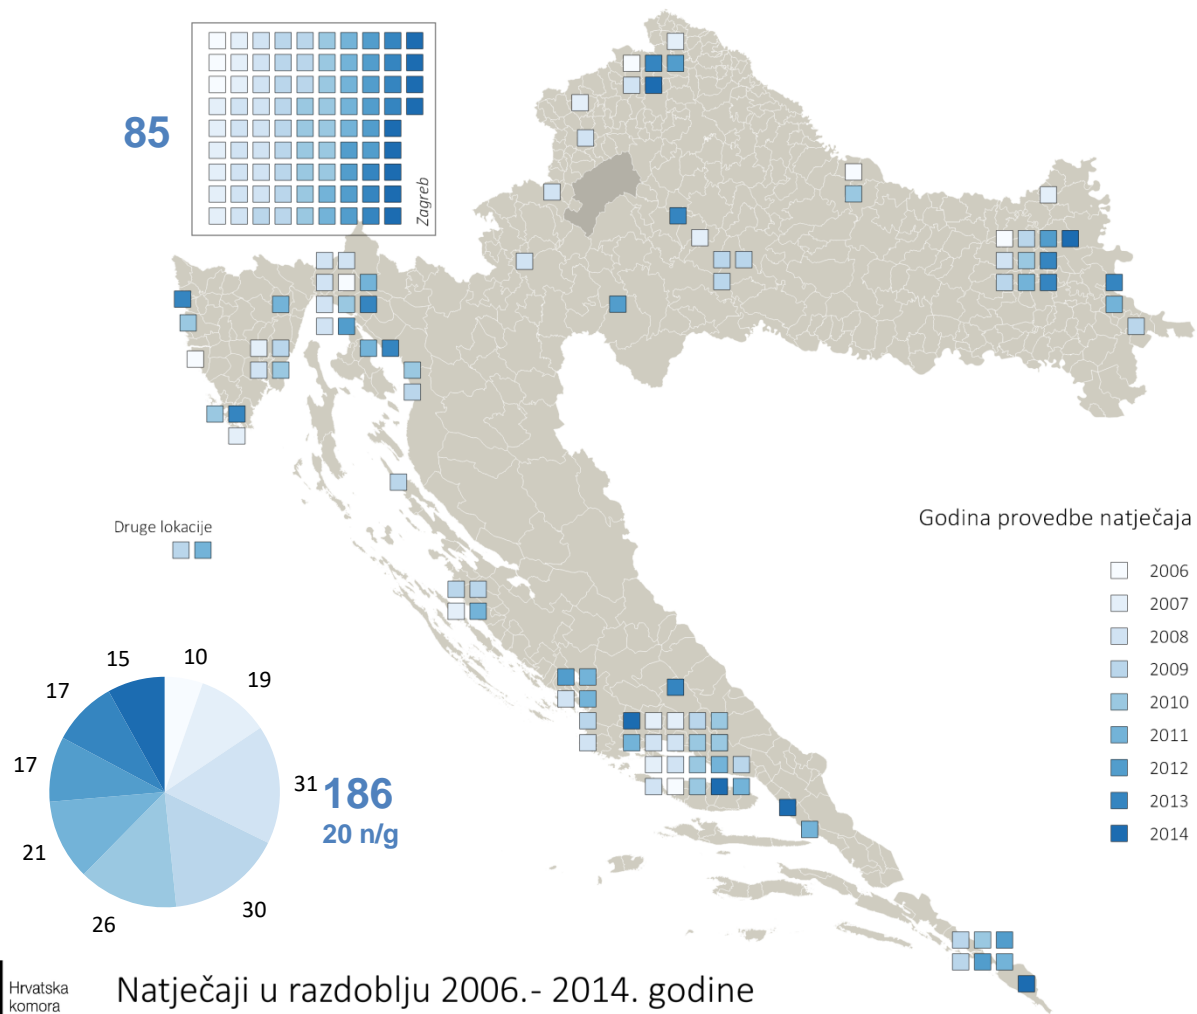 85
Zagreb
Druge lokacije
Godina provedbe natječaja
2006
2007
2008
2009
2010
2011
2012
2013
2014
15
10
17
19
17
31
186
20 n/g
21
30
26
Hrvatska
komora
Natječaji u razdoblju 2006.- 2014. godine